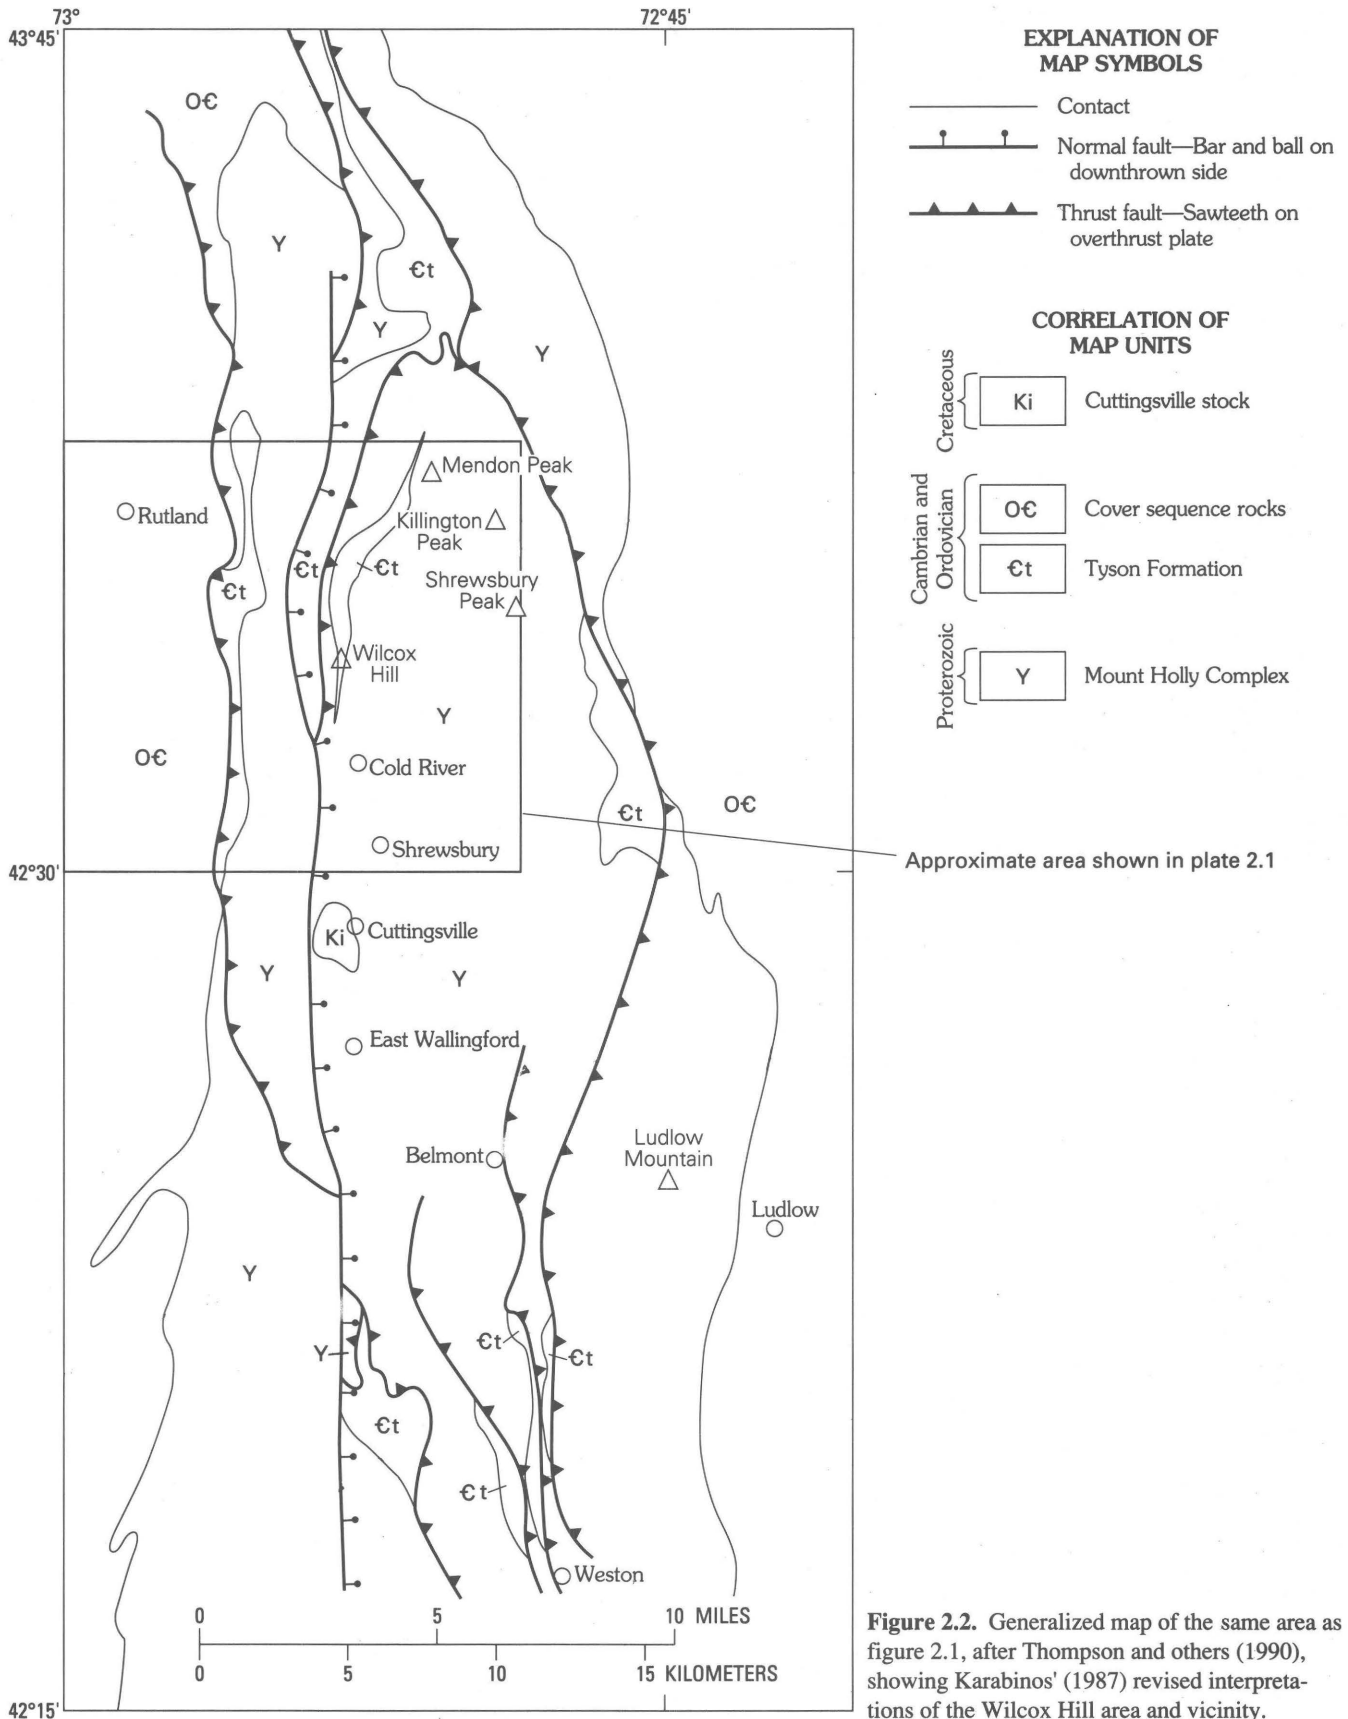 73°
72°45'
43°45'
O€
Y
€t
Y
Y
Mendon Peak
Rutland
Killington
Peak
€t
€t
€t
Shrewsbury
Peak
Wilcox
Hill
Y
O€
Cold River
€t
O€
Shrewsbury
42°30'
Approximate area shown in plate 2.1
Ki
Cuttingsville
Y
Y
East Wallingford
Belmont
Ludlow
Mountain
Ludlow
Y
€t
€t
Y
€t
€t
Weston
0 5 10 MILES
0 5 10 15 KILOMETERS
42°15'
EXPLANATION OF
MAP SYMBOLS
Contact
Normal fault—Bar and ball on
downthrown side
Thrust fault—Sawteeth on
overthrust plate
CORRELATION OF
MAP UNITS
Cretaceous
Ki
Cuttingsville stock
Cambrian and
Ordovician
O€
Cover sequence rocks
€t
Tyson Formation
Proterozoic
Y
Mount Holly Complex
Figure 2.2. Generalized map of the same area as
figure 2.1, after Thompson and others (1990),
showing Karabinos' (1987) revised interpreta-
tions of the Wilcox Hill area and vicinity.